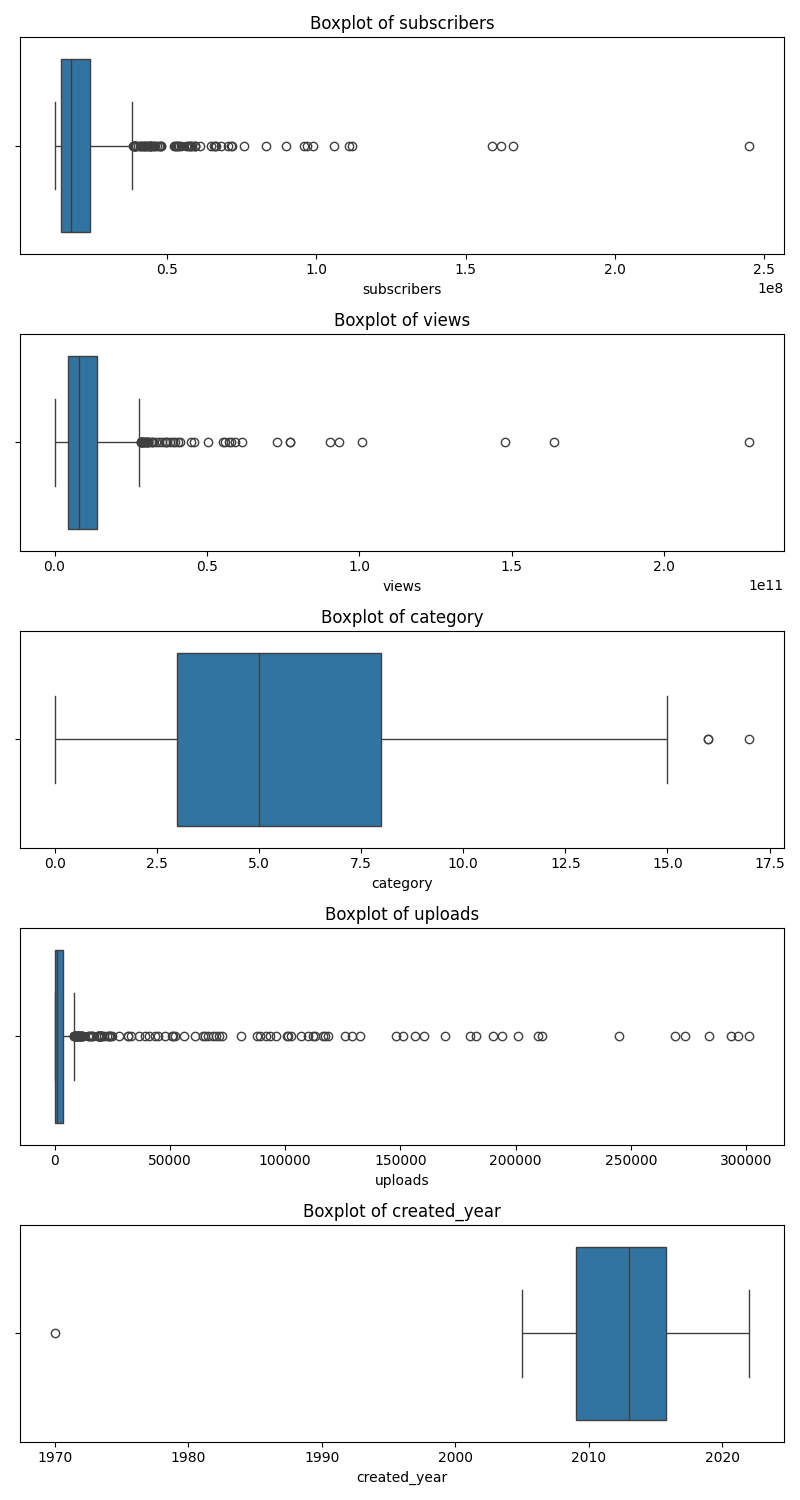 Boxplot of subscribers
0.5 1.0 1.5 2.0 2.5
subscribers 1e8
Boxplot of views
0.0 0.5 1.0 1.5 2.0
views 1e11
Boxplot of category
0.0 2.5 5.0 7.5 10.0 12.5 15.0 17.5
category
Boxplot of uploads
0 50000 100000 150000 200000 250000 300000
uploads
Boxplot of created_year
1970 1980 1990 2000 2010 2020
created_year